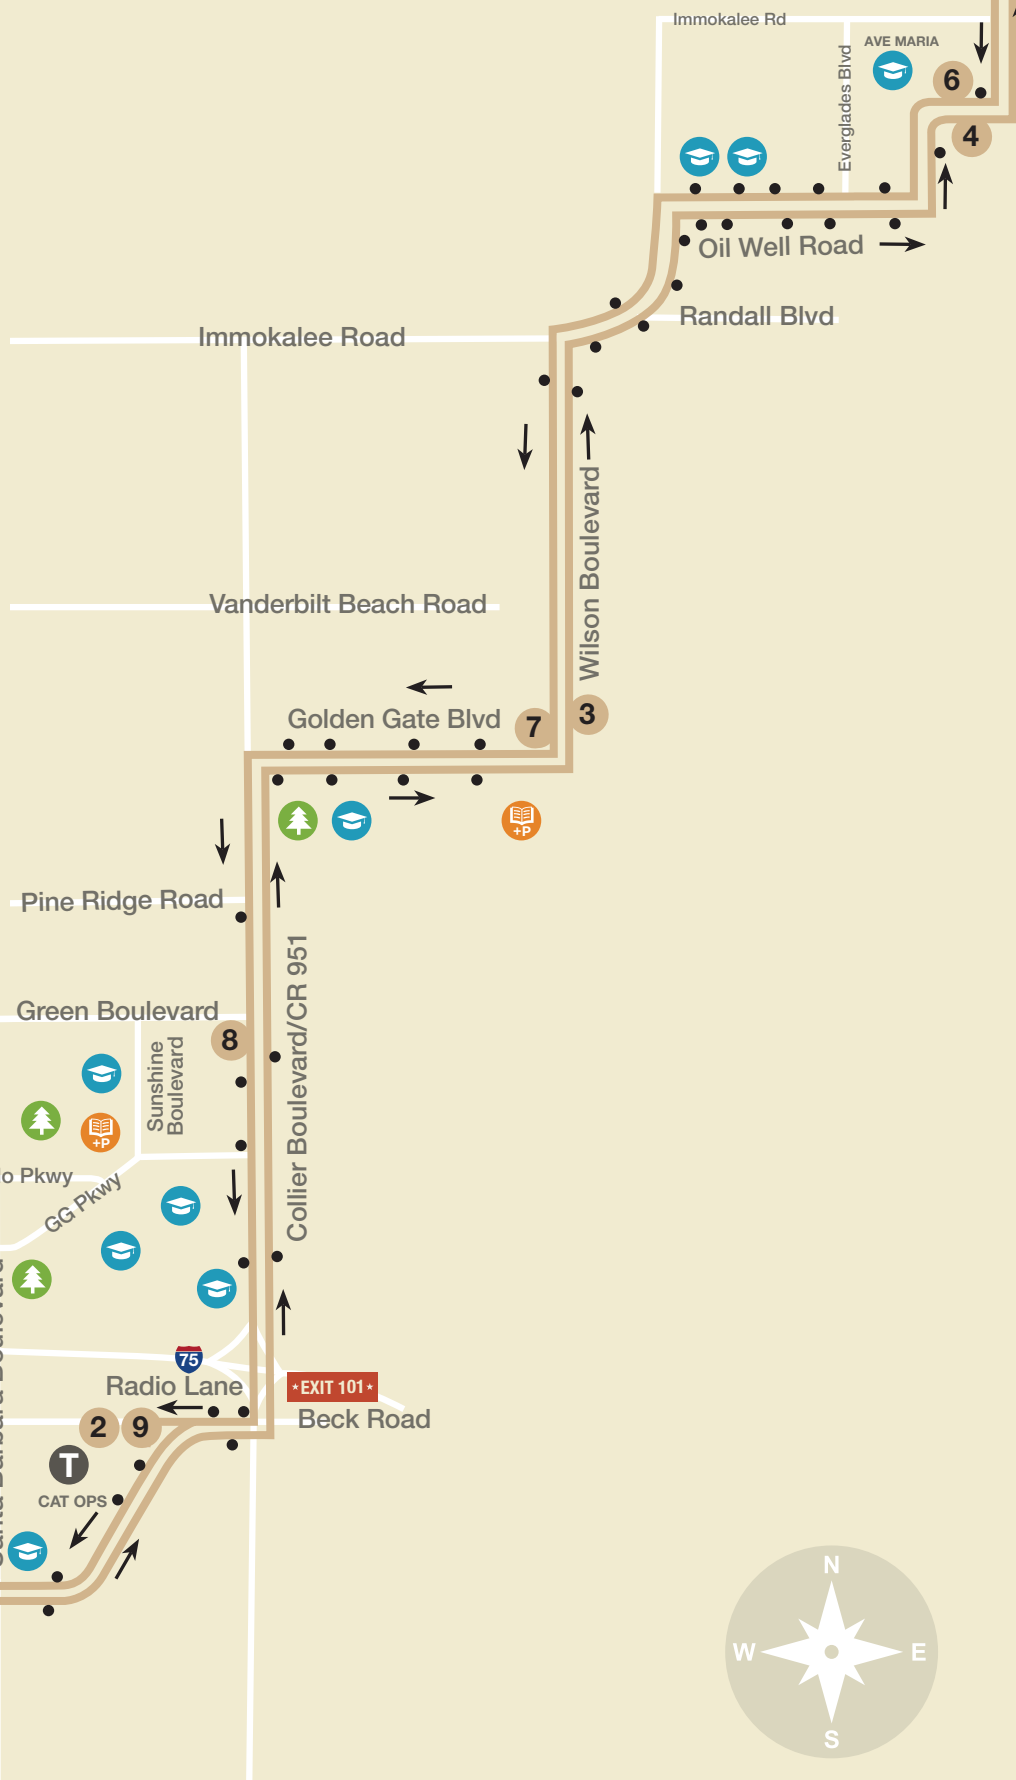 Immokalee Rd
AVE MARIA
Everglades Blvd
6
4
Oil Well Road
Randall Blvd
Immokalee Road
Wilson Boulevard
Vanderbilt Beach Road
Golden Gate Blvd
7
3
+P
Pine Ridge Road
Collier Boulevard/CR 951
Green Boulevard
8
Sunshine
Boulevard
+P
o Pkwy
GG Pkwy
75
Radio Lane
EXIT 101
Beck Road
2
9
T
CAT OPS
N
W
E
S